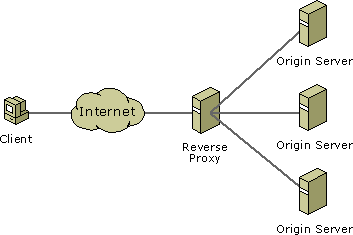 Origin Server
Internet
Client
Reverse
Proxy
Origin Server
Origin Server